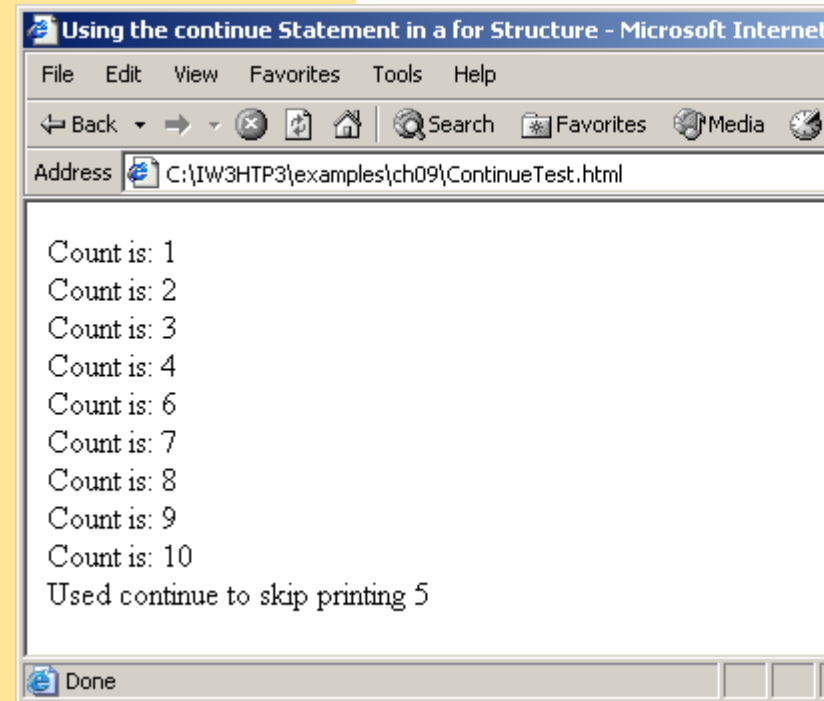 Using the continue Statement in a for Structure - Microsoft Internet
File Edit View Favorites Tools Help
Back Search Favorites Media
Address C:\IW3HTP3\examples\ch09\ContinueTest.html
Count is: 1
Count is: 2
Count is: 3
Count is: 4
Count is: 6
Count is: 7
Count is: 8
Count is: 9
Count is: 10
Used continue to skip printing 5
Done